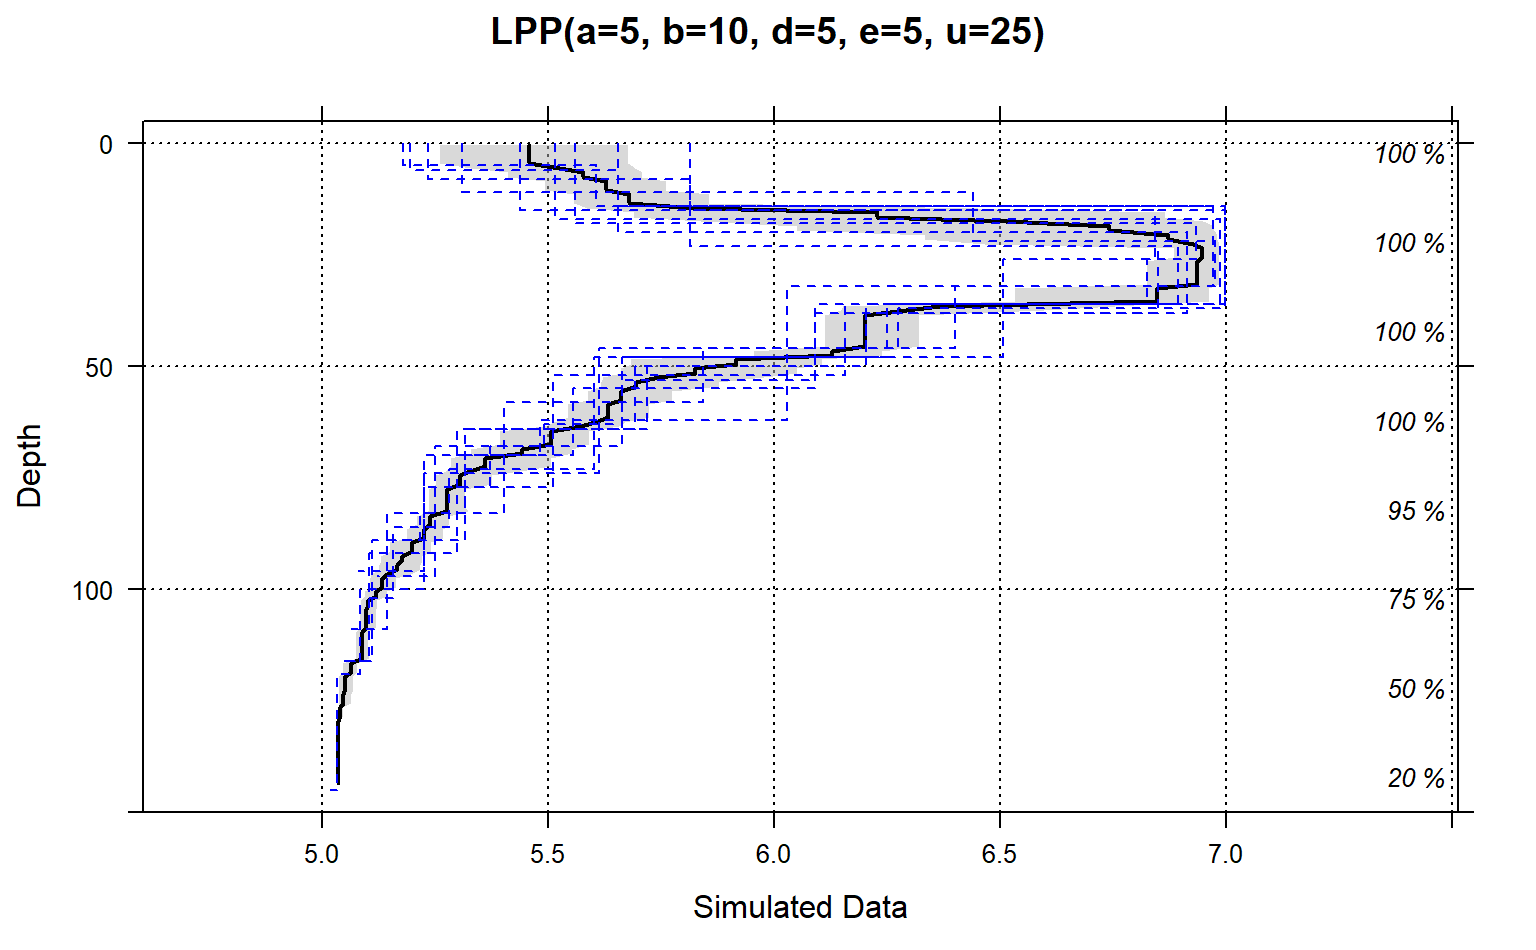 LPP(a=5, b=10, d=5, e=5, u=25)
0
100 %
100 %
100 %
50
100 %
Depth
95 %
100
75 %
50 %
20 %
5.0 5.5 6.0 6.5 7.0
Simulated Data